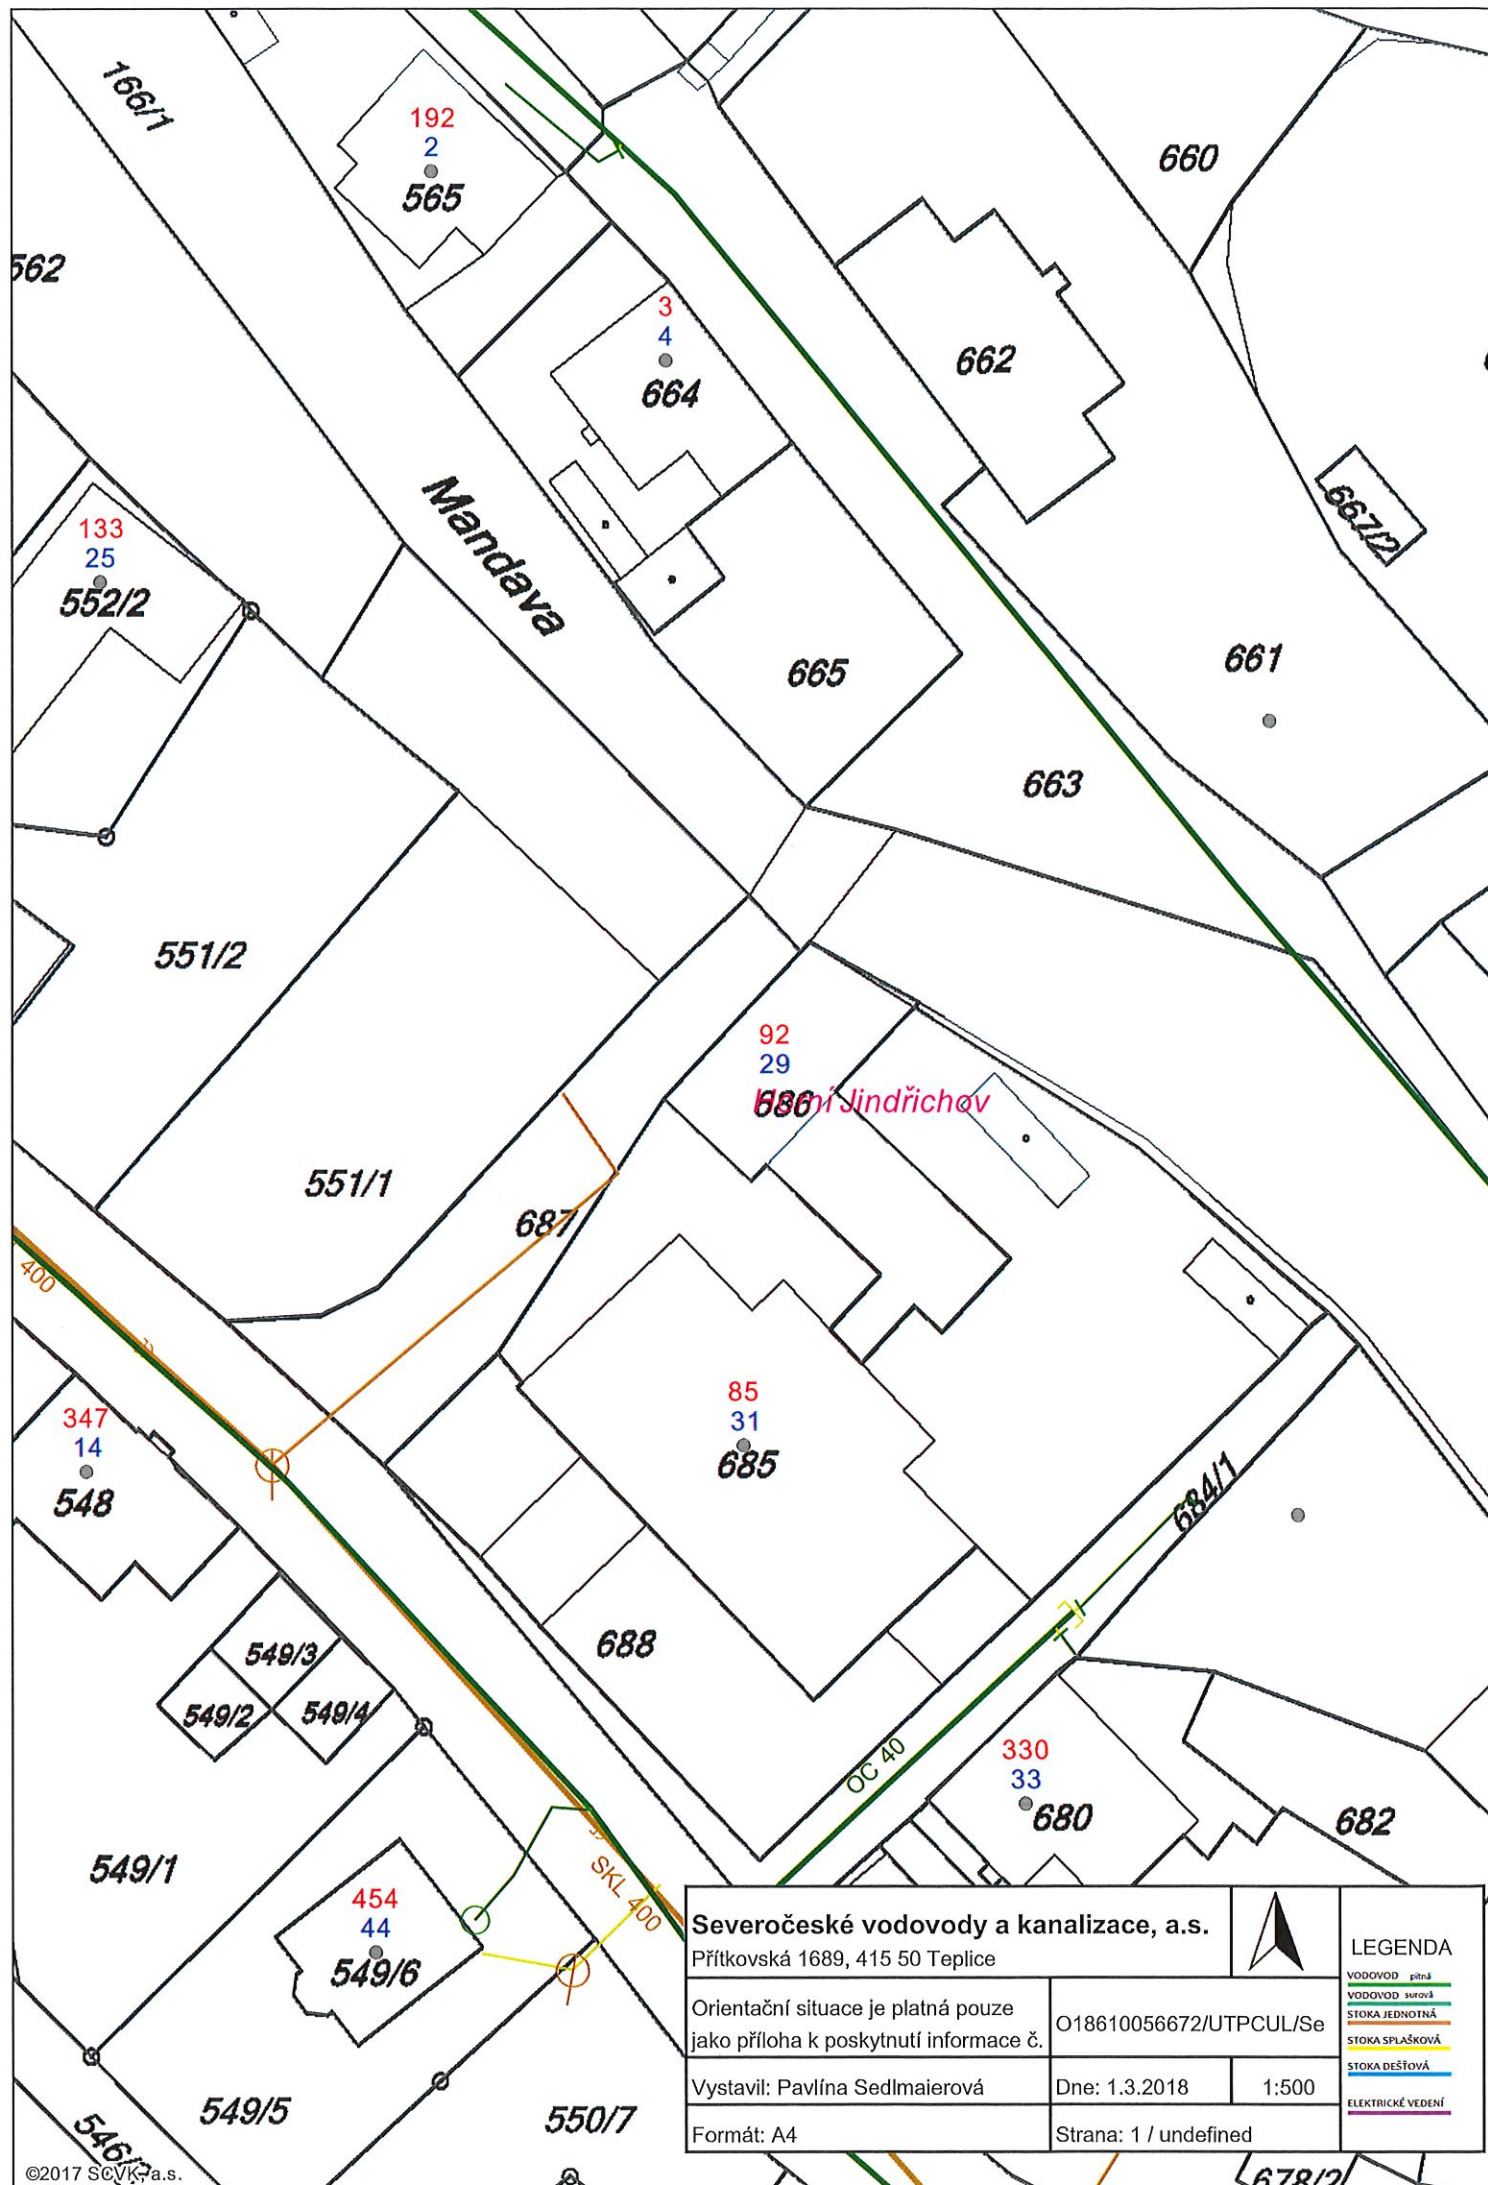 166/1
192
2
565
660
562
3
4
664
662
Mandava
667/2
133
25
552/2
665
661
663
551/2
92
29
686
Horní Jindřichov
551/1
687
400
347
14
548
85
31
685
684/1
549/3
549/2
549/4
688
OC 40
330
33
680
682
549/1
SKL 400
454
44
549/6
549/5
550/7
678/2
©2017 SČVK, a.s.
Severočeské vodovody a kanalizace, a.s.
Přítkovská 1689, 415 50 Teplice
Orientační situace je platná pouze
jako příloha k poskytnutí informace č.
O18610056672/UTPCUL/Se
Vystavil: Pavlína Sedlmaierová
Dne: 1.3.2018
1:500
Formát: A4
Strana: 1 / undefined
LEGENDA
VODOVOD pitná
VODOVOD surová
STOKA JEDNOTNÁ
STOKA SPLAŠKOVÁ
STOKA DEŠŤOVÁ
ELEKTRICKÉ VEDENÍ